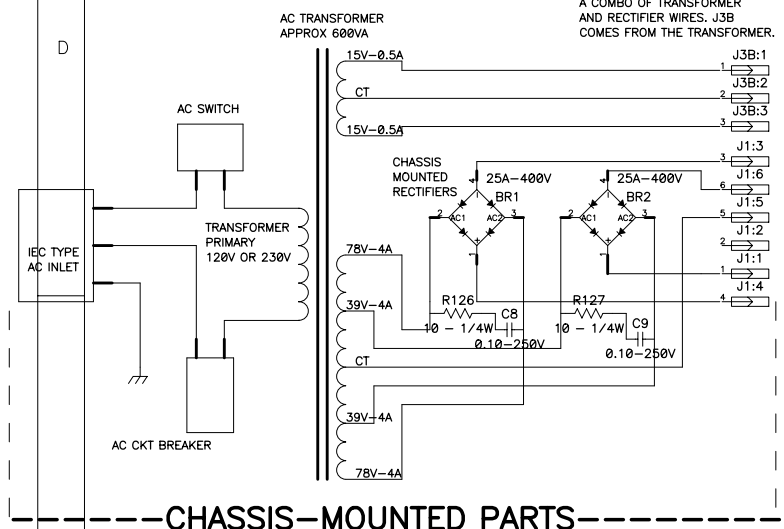 A COMBO OF TRANSFORMER
AND RECTIFIER WIRES. J3B
COMES FROM THE TRANSFORMER.
AC TRANSFORMER
APPROX 600VA
D
15V-0.5A
J3B:1
1
CT
J3B:2
2
AC SWITCH
15V-0.5A
J3B:3
3
J1:3
3
CHASSIS
MOUNTED
RECTIFIERS
4
25A-400V
BR1
AC1
AC2
2
3
-
+
1
4
25A-400V
BR2
AC1
AC2
2
3
-
+
1
J1:6
6
J1:5
5
J1:2
2
J1:1
1
J1:4
4
TRANSFORMER
PRIMARY
120V OR 230V
IEC TYPE
AC INLET
78V-4A
39V-4A
R126
10 - 1/4W
C8
0.10-250V
R127
10 - 1/4W
C9
0.10-250V
CT
39V-4A
AC CKT BREAKER
78V-4A
CHASSIS-MOUNTED PARTS